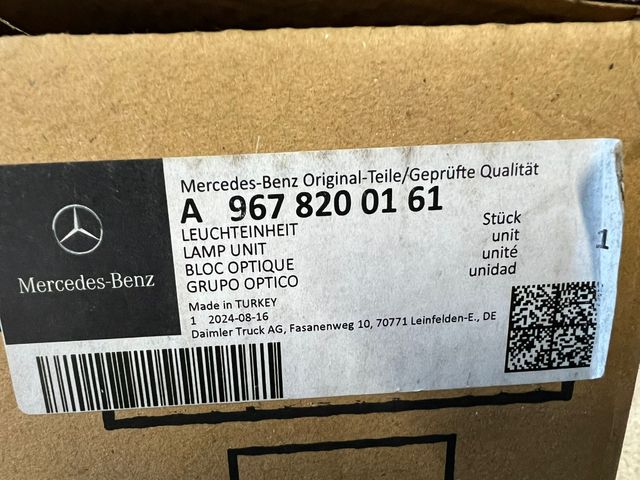 Mercedes-Benz
Mercedes-Benz Original-Teile/Geprüfte Qualität
A 967 820 01 61
LEUCHTEINHEIT
LAMP UNIT
BLOC OPTIQUE
GRUPO OPTICO
Stück
unit
unité
unidad
1
Made in TURKEY
1 2024-08-16
Daimler Truck AG, Fasanenweg 10, 70771 Leinfelden-E., DE